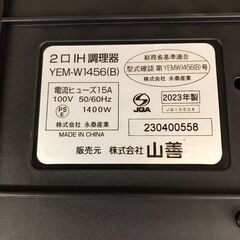 2口IH調理器
YEM-W1456(B)
電流ヒューズ15A
100V 50/60Hz
1400W
PS
E
株式会社 永泰産業
MADE IN CHINA
総務省基準適合
型式確認 第YEMW1456(B)号
株式会社 永泰産業
JQA
JQ10509
2023年製
230400558
販売元 株式会社 山善